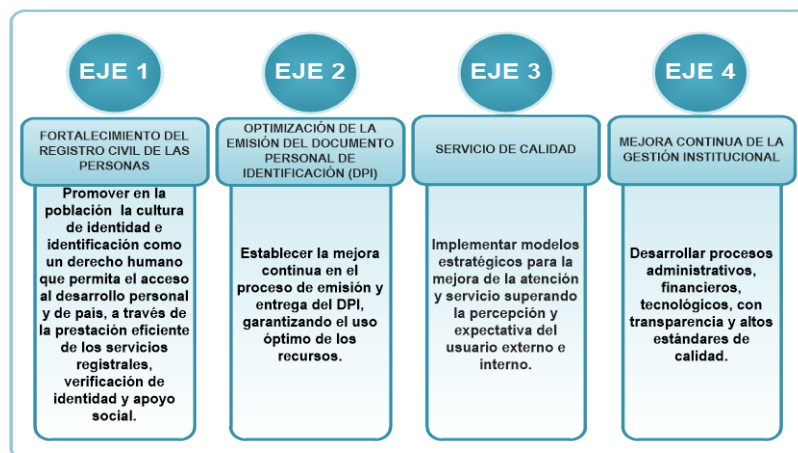 EJE 1
FORTALECIMIENTO DEL
REGISTRO CIVIL DE LAS
PERSONAS
Promover en la
población la cultura
de identidad e
identificación como
un derecho humano
que permita el acceso
al desarrollo personal
y de país, a través de
la prestación eficiente
de los servicios
registrales,
verificación de
identidad y apoyo
social.
EJE 2
OPTIMIZACIÓN DE LA
EMISIÓN DEL DOCUMENTO
PERSONAL DE
IDENTIFICACIÓN (DPI)
Establecer la mejora
continua en el
proceso de emisión y
entrega del DPI,
garantizando el uso
óptimo de los
recursos.
EJE 3
SERVICIO DE CALIDAD
Implementar modelos
estratégicos para la
mejora de la atención
y servicio superando
la percepción y
expectativa del
usuario externo e
interno.
EJE 4
MEJORA CONTINUA DE LA
GESTIÓN INSTITUCIONAL
Desarrollar procesos
administrativos,
financieros,
tecnológicos, con
transparencia y altos
estándares de
calidad.